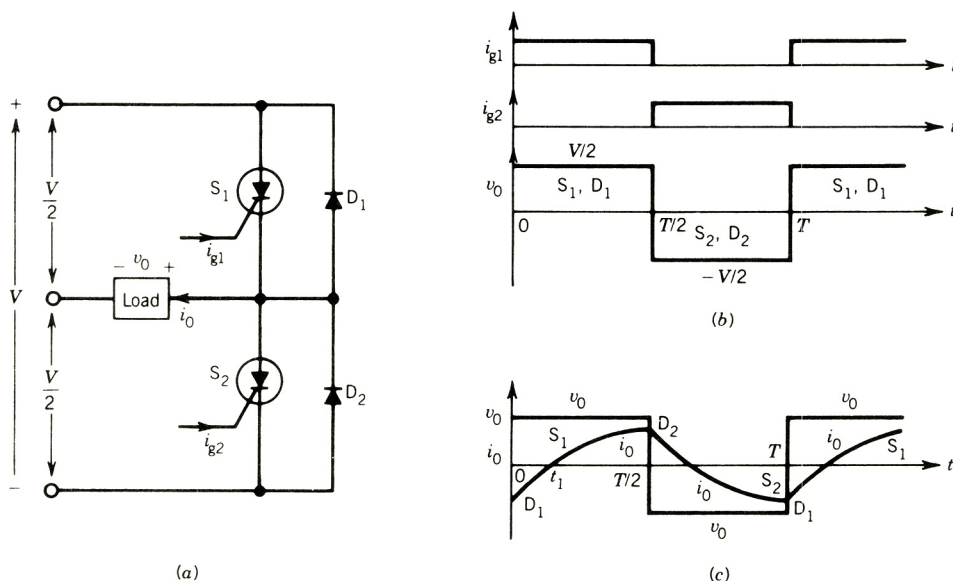 +
V
V/2
V/2
−
S1
D1
ig1
− v0 +
Load
i0
S2
D2
ig2
(a)
ig1
t
ig2
t
V/2
v0
S1, D1
S1, D1
0
T/2
S2, D2
T
t
−V/2
(b)
v0
v0
v0
D2
S1
i0
T
i0
S1
i0
0
t1
T/2
i0
S2
t
D1
v0
D1
(c)